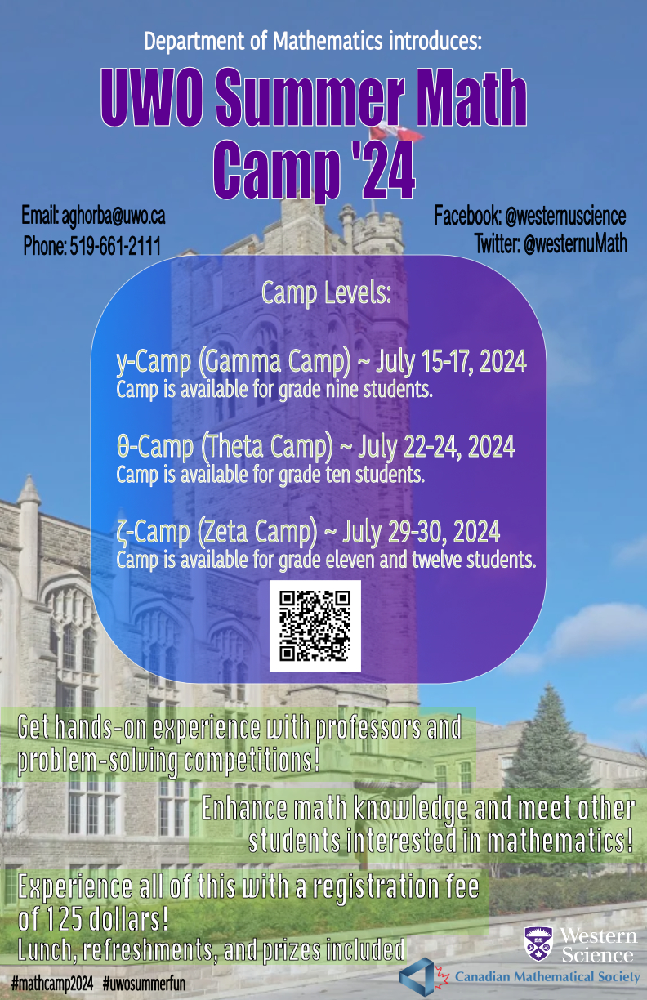 Department of Mathematics introduces:
UWO Summer Math
Camp '24
Email: aghorba@uwo.ca
Phone: 519-661-2111
Facebook: @westernuscience
Twitter: @westernuMath
Camp Levels:
γ-Camp (Gamma Camp) ~ July 15-17, 2024
Camp is available for grade nine students.
θ-Camp (Theta Camp) ~ July 22-24, 2024
Camp is available for grade ten students.
ζ-Camp (Zeta Camp) ~ July 29-30, 2024
Camp is available for grade eleven and twelve students.
Get hands-on experience with professors and
problem-solving competitions!
Enhance math knowledge and meet other
students interested in mathematics!
Experience all of this with a registration fee
of 125 dollars!
Lunch, refreshments, and prizes included
Western
Science
#mathcamp2024 #uwosummerfun
Canadian Mathematical Society